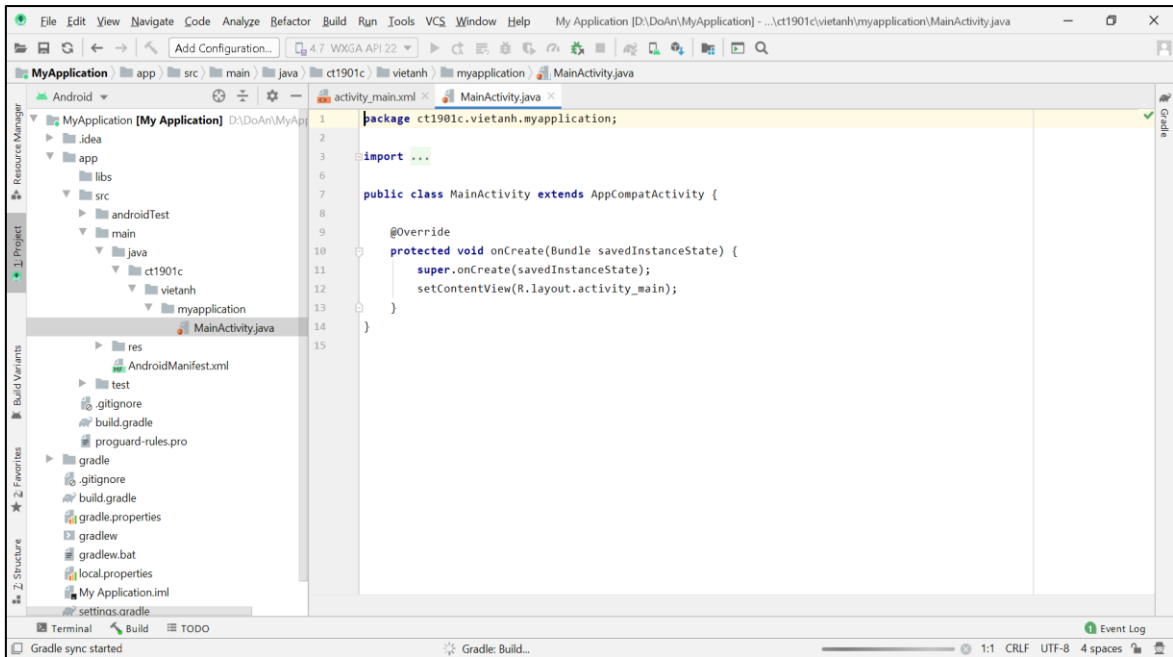 File Edit View Navigate Code Analyze Refactor Build Run Tools VCS Window Help My Application [D:\DoAn\MyApplication] - ...\ct1901c\vietanh\myapplication\MainActivity.java
Add Configuration... 4.7 WXGA API 22
MyApplication app src main java ct1901c vietanh myapplication MainActivity.java
Android
activity_main.xml MainActivity.java
Resource Manager
1: Project
Build Variants
2: Favorites
7: Structure
MyApplication [My Application] D:\DoAn\MyAp
.idea
app
libs
src
androidTest
main
java
ct1901c
vietanh
myapplication
MainActivity.java
res
AndroidManifest.xml
test
.gitignore
build.gradle
proguard-rules.pro
gradle
.gitignore
build.gradle
gradle.properties
gradlew
gradlew.bat
local.properties
My Application.iml
settings.gradle
1 package ct1901c.vietanh.myapplication;
2
3 import ...
6
7 public class MainActivity extends AppCompatActivity {
8
9 @Override
10 protected void onCreate(Bundle savedInstanceState) {
11 super.onCreate(savedInstanceState);
12 setContentView(R.layout.activity_main);
13 }
14 }
15
Gradle
Terminal Build TODO 1 Event Log
Gradle sync started Gradle: Build... 1:1 CRLF UTF-8 4 spaces